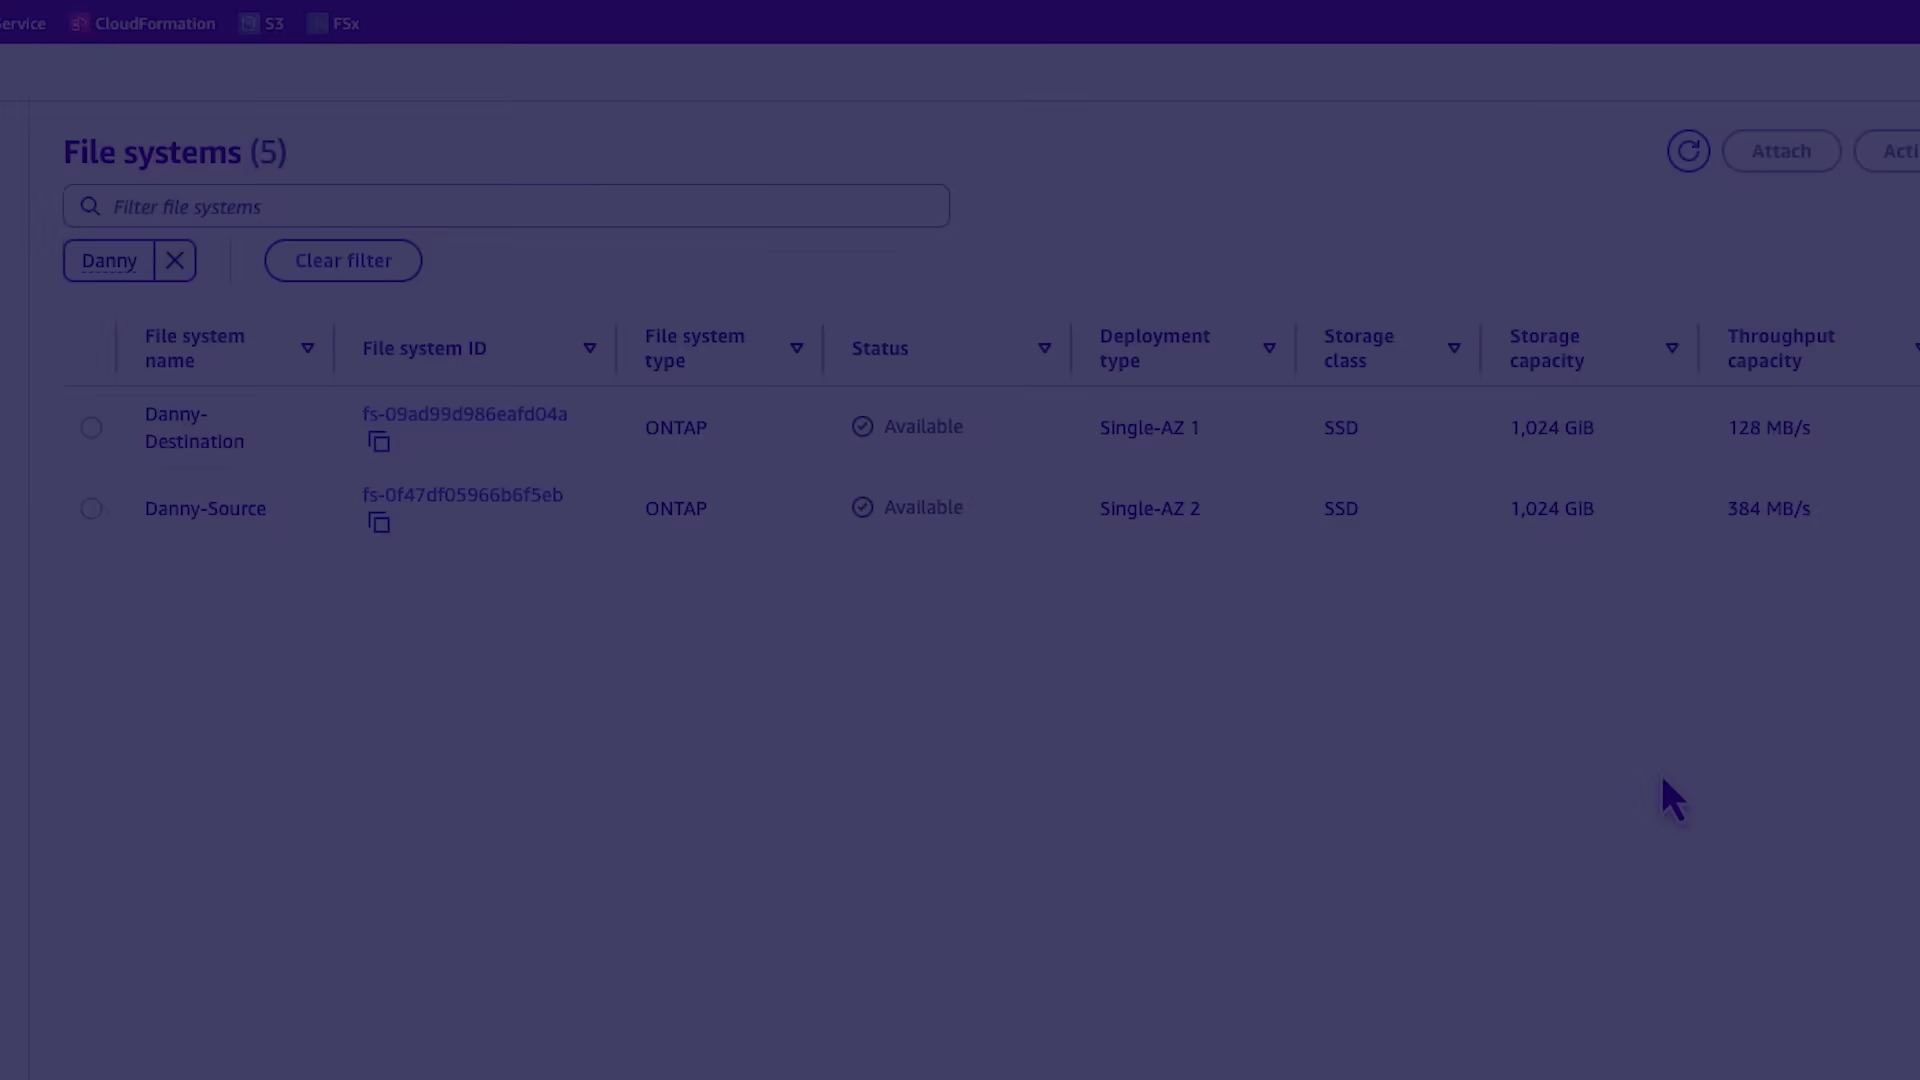 CloudFormation S3 FSx
File systems (5)
Attach
Filter file systems
Danny Clear filter
File system name File system ID File system type Status Deployment type Storage class Storage capacity Throughput capacity
Danny-Destination fs-09ad99d986eafd04a ONTAP Available Single-AZ 1 SSD 1,024 GiB 128 MB/s
Danny-Source fs-0f47df05966b6f5eb ONTAP Available Single-AZ 2 SSD 1,024 GiB 384 MB/s